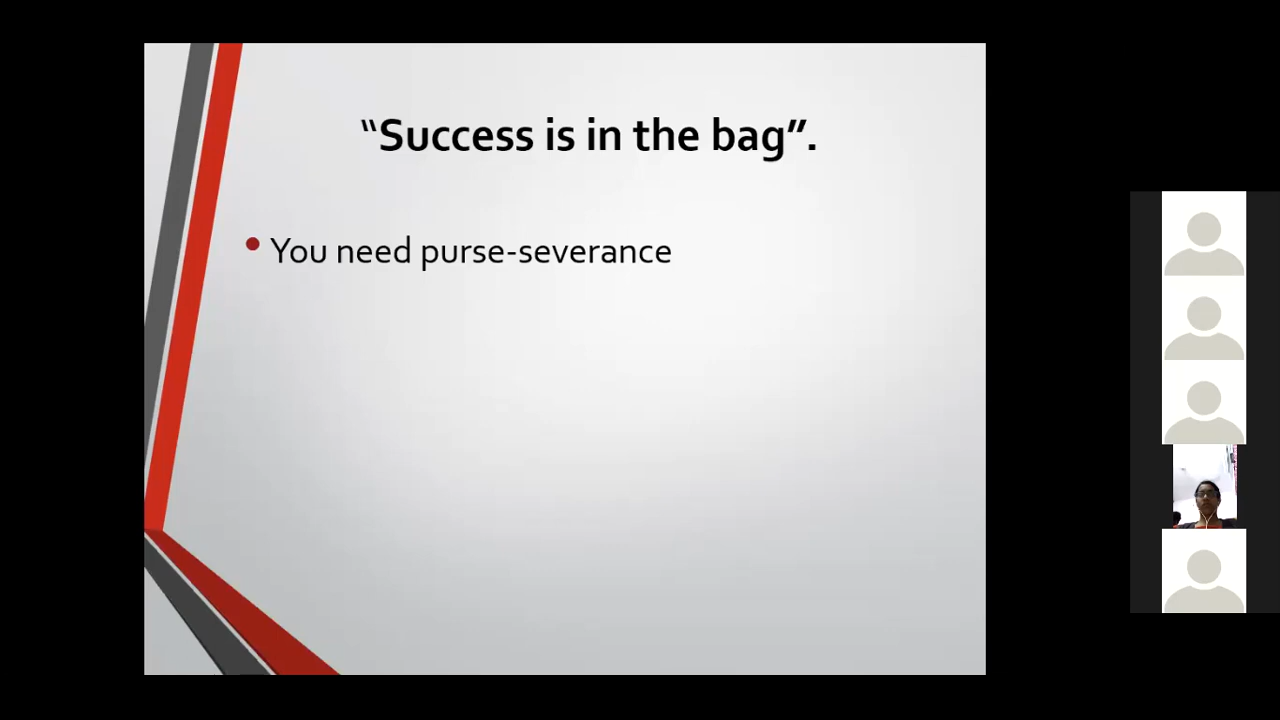 “Success is in the bag”.
• You need purse-severance